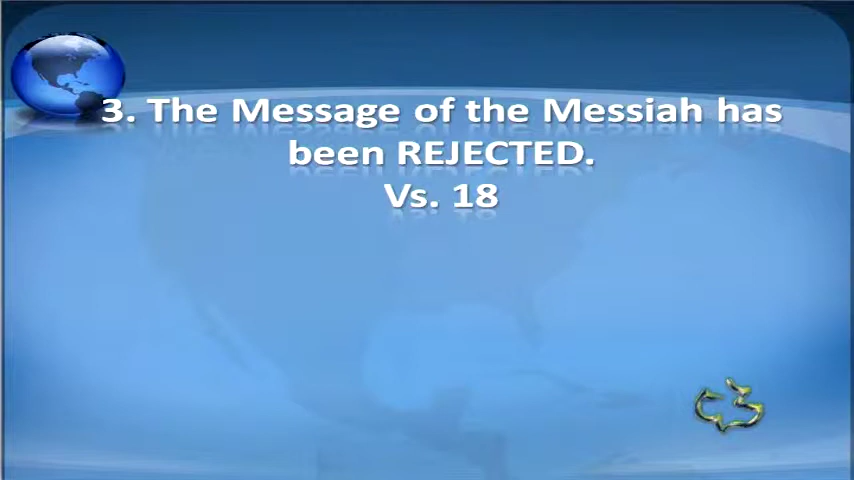 3. The Message of the Messiah has
been REJECTED.
Vs. 18